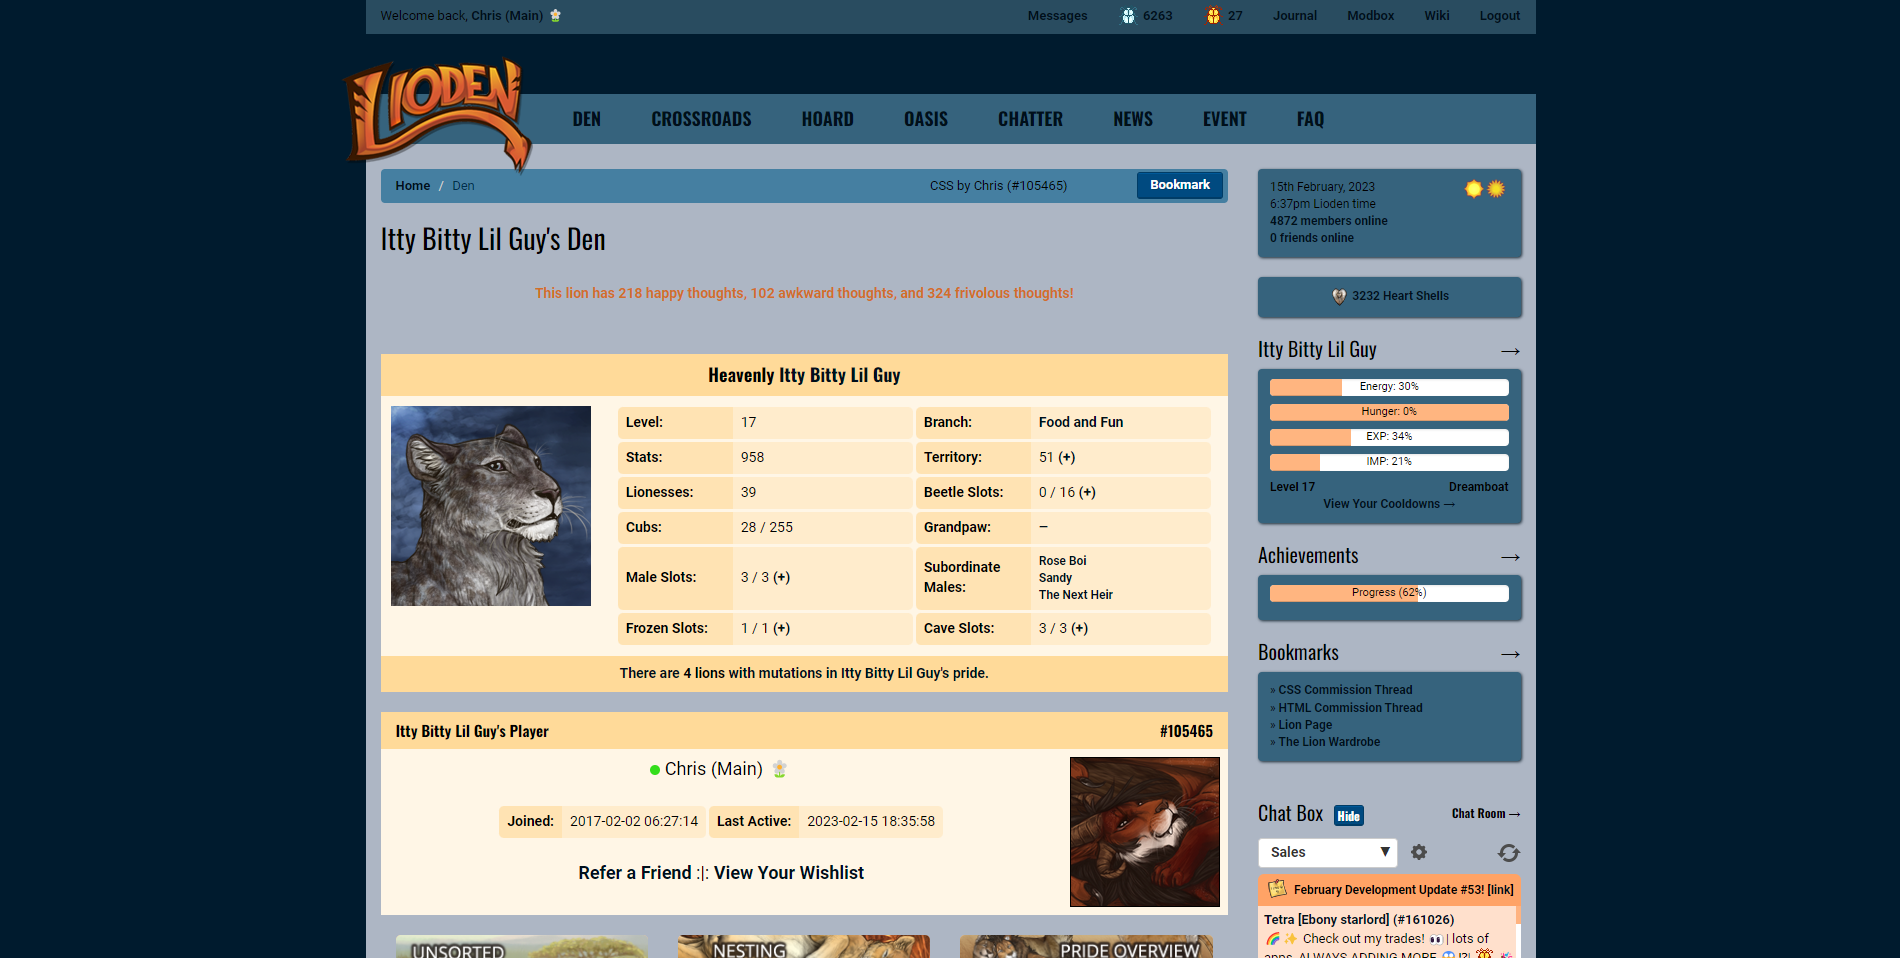 Welcome back, Chris (Main)
Messages 6263 27 Journal Modbox Wiki Logout
LIODEN
DEN CROSSROADS HOARD OASIS CHATTER NEWS EVENT FAQ
Home / Den CSS by Chris (#105465) Bookmark
Itty Bitty Lil Guy's Den
This lion has 218 happy thoughts, 102 awkward thoughts, and 324 frivolous thoughts!
Heavenly Itty Bitty Lil Guy
Level: 17 Branch: Food and Fun
Stats: 958 Territory: 51 (+)
Lionesses: 39 Beetle Slots: 0 / 16 (+)
Cubs: 28 / 255 Grandpaw: –
Male Slots: 3 / 3 (+) Subordinate Males: Rose Boi
Sandy
The Next Heir
Frozen Slots: 1 / 1 (+) Cave Slots: 3 / 3 (+)
There are 4 lions with mutations in Itty Bitty Lil Guy's pride.
Itty Bitty Lil Guy's Player #105465
Chris (Main)
Joined: 2017-02-02 06:27:14 Last Active: 2023-02-15 18:35:58
Refer a Friend :|: View Your Wishlist
UNSORTED NESTING PRIDE OVERVIEW
15th February, 2023
6:37pm Lioden time
4872 members online
0 friends online
3232 Heart Shells
Itty Bitty Lil Guy →
Energy: 30%
Hunger: 0%
EXP: 34%
IMP: 21%
Level 17 Dreamboat
View Your Cooldowns →
Achievements →
Progress (62%)
Bookmarks →
» CSS Commission Thread
» HTML Commission Thread
» Lion Page
» The Lion Wardrobe
Chat Box Hide Chat Room →
Sales ▼
February Development Update #53! [link]
Tetra [Ebony starlord] (#161026)
🌈 ✨ Check out my trades! 👀 | lots of
apps, ALWAYS ADDING MORE